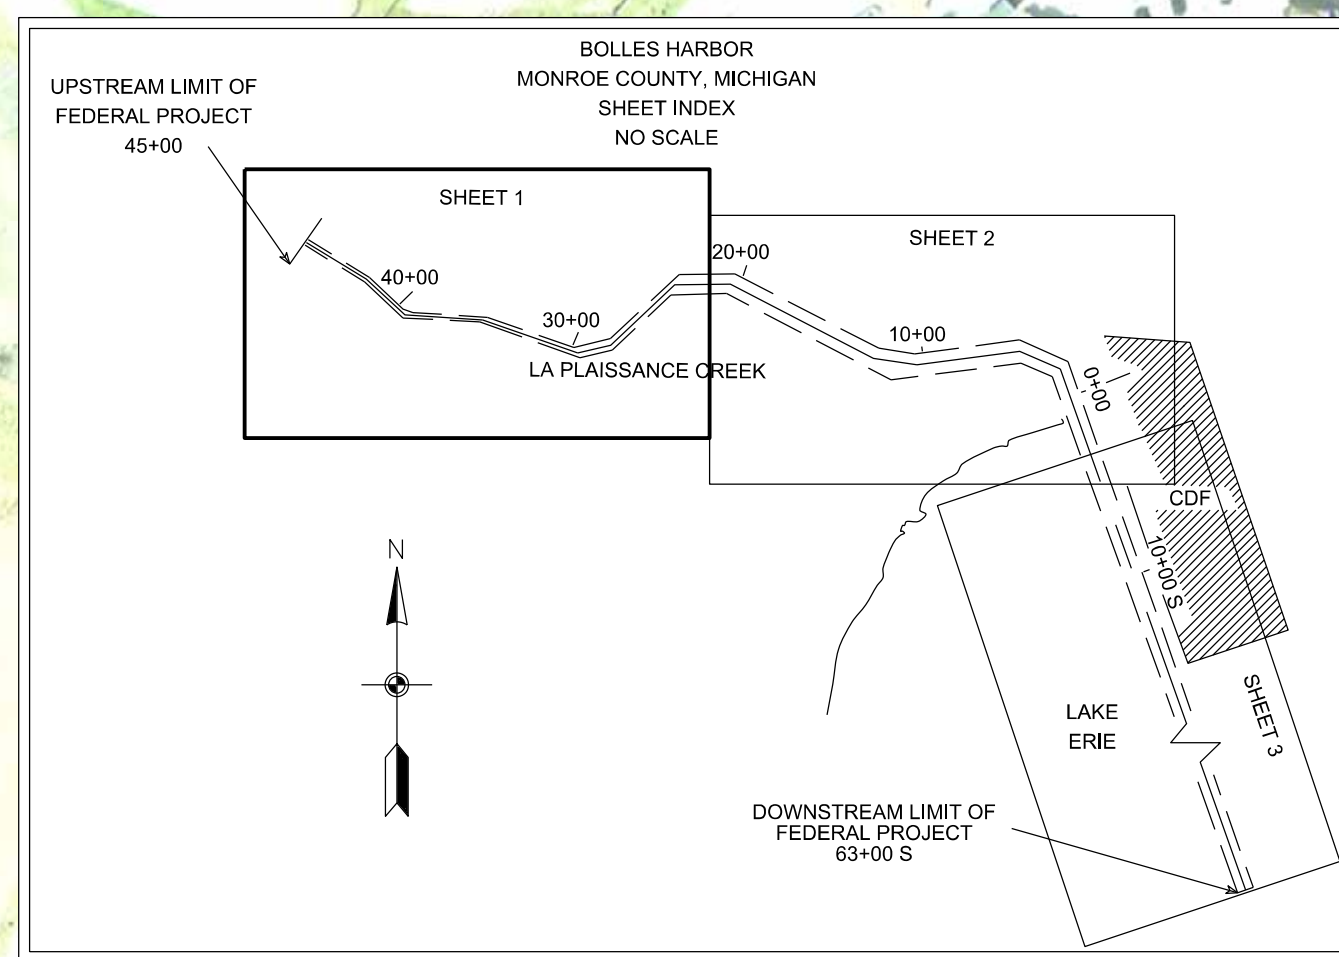 BOLLES HARBOR
MONROE COUNTY, MICHIGAN
SHEET INDEX
NO SCALE
UPSTREAM LIMIT OF
FEDERAL PROJECT
45+00
SHEET 1
40+00
30+00
LA PLAISSANCE CREEK
SHEET 2
20+00
10+00
0+00
CDF
10+00 S
N
LAKE
ERIE
SHEET 3
DOWNSTREAM LIMIT OF
FEDERAL PROJECT
63+00 S